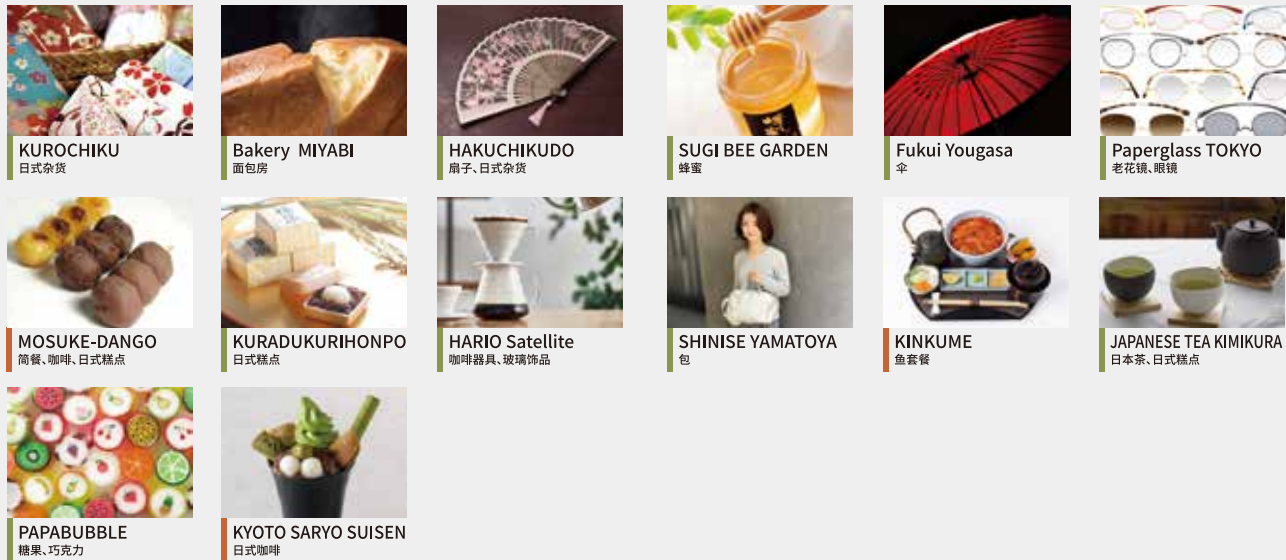 KUROCHIKU
日式杂货
Bakery MIYABI
面包房
HAKUCHIKUDO
扇子、日式杂货
SUGI BEE GARDEN
蜂蜜
Fukui Yougasa
伞
Paperglass TOKYO
老花镜、眼镜
MOSUKE-DANGO
简餐、咖啡、日式糕点
KURADUKURIHONPO
日式糕点
HARIO Satellite
咖啡器具、玻璃饰品
SHINISE YAMATOYA
包
KINKUME
鱼套餐
JAPANESE TEA KIMIKURA
日本茶、日式糕点
PAPABUBBLE
糖果、巧克力
KYOTO SARYO SUISEN
日式咖啡